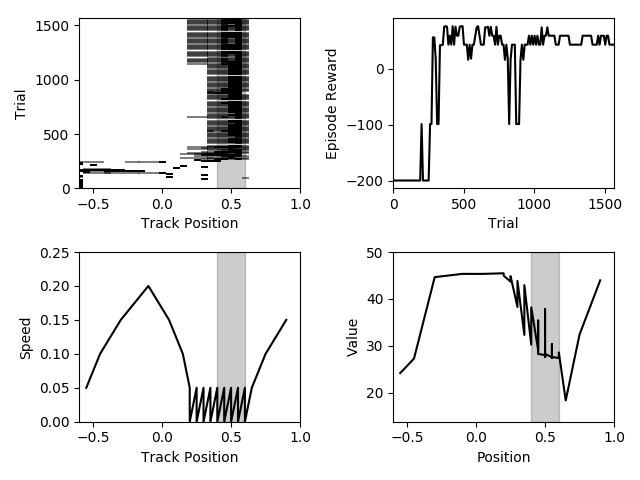 1500
1000
500
0
Trial
−0.5 0.0 0.5 1.0
Track Position
0
−100
−200
Episode Reward
0 500 1000 1500
Trial
0.25
0.20
0.15
0.10
0.05
0.00
Speed
−0.5 0.0 0.5 1.0
Track Position
50
40
30
20
Value
−0.5 0.0 0.5 1.0
Position